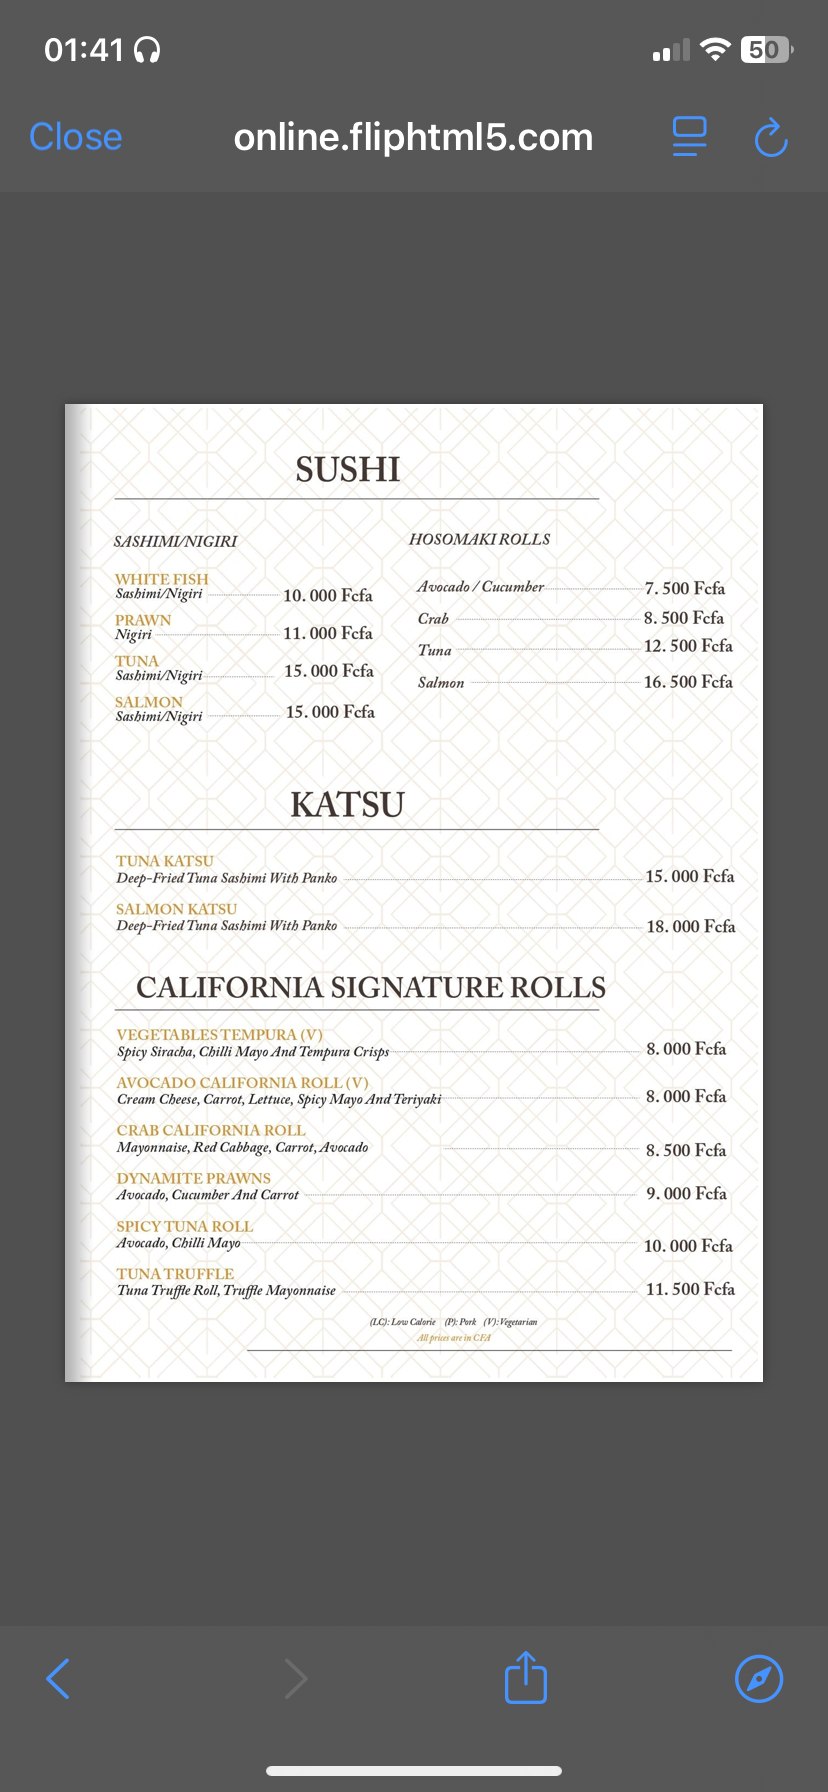 01:41
50
Close
online.fliphtml5.com
SUSHI
SASHIMI/NIGIRI
WHITE FISH
Sashimi/Nigiri 10. 000 Fcfa
PRAWN
Nigiri 11. 000 Fcfa
TUNA
Sashimi/Nigiri 15. 000 Fcfa
SALMON
Sashimi/Nigiri 15. 000 Fcfa
HOSOMAKI ROLLS
Avocado / Cucumber 7. 500 Fcfa
Crab 8. 500 Fcfa
Tuna 12. 500 Fcfa
Salmon 16. 500 Fcfa
KATSU
TUNA KATSU
Deep-Fried Tuna Sashimi With Panko 15. 000 Fcfa
SALMON KATSU
Deep-Fried Tuna Sashimi With Panko 18. 000 Fcfa
CALIFORNIA SIGNATURE ROLLS
VEGETABLES TEMPURA (V)
Spicy Siracha, Chilli Mayo And Tempura Crisps 8. 000 Fcfa
AVOCADO CALIFORNIA ROLL (V)
Cream Cheese, Carrot, Lettuce, Spicy Mayo And Teriyaki 8. 000 Fcfa
CRAB CALIFORNIA ROLL
Mayonnaise, Red Cabbage, Carrot, Avocado 8. 500 Fcfa
DYNAMITE PRAWNS
Avocado, Cucumber And Carrot 9. 000 Fcfa
SPICY TUNA ROLL
Avocado, Chilli Mayo 10. 000 Fcfa
TUNA TRUFFLE
Tuna Truffle Roll, Truffle Mayonnaise 11. 500 Fcfa
(LC): Low Calorie (P): Pork (V): Vegetarian
All prices are in CFA